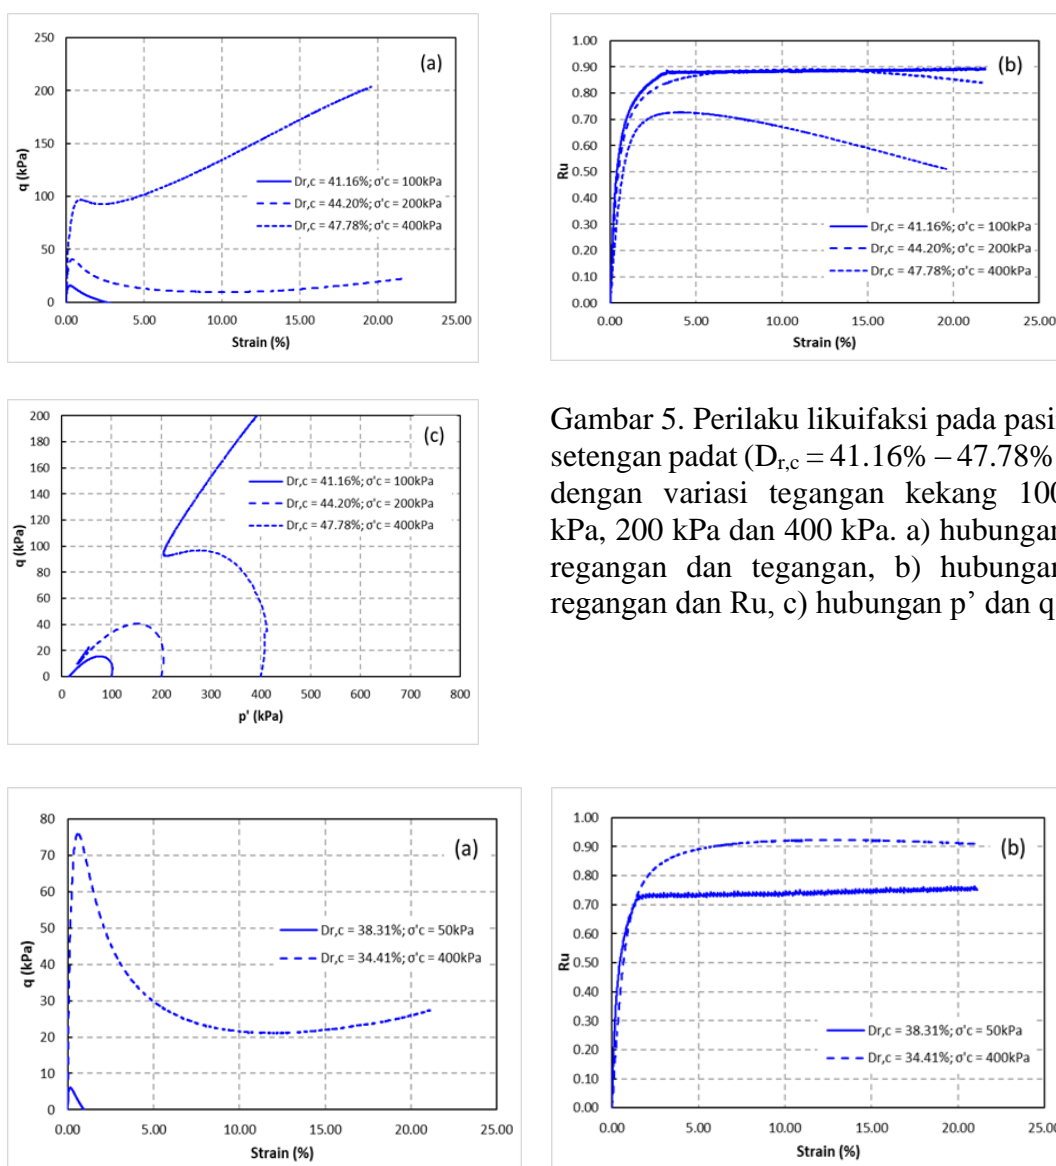 250
200
150
100
50
0
q (kPa)
(a)
Dr,c = 41.16%; σ'c = 100kPa
Dr,c = 44.20%; σ'c = 200kPa
Dr,c = 47.78%; σ'c = 400kPa
0.00 5.00 10.00 15.00 20.00 25.00
Strain (%)
1.00
0.90
0.80
0.70
0.60
0.50
0.40
0.30
0.20
0.10
0.00
Ru
(b)
Dr,c = 41.16%; σ'c = 100kPa
Dr,c = 44.20%; σ'c = 200kPa
Dr,c = 47.78%; σ'c = 400kPa
0.00 5.00 10.00 15.00 20.00 25.00
Strain (%)
200
180
160
140
120
100
80
60
40
20
0
q (kPa)
(c)
Dr,c = 41.16%; σ'c = 100kPa
Dr,c = 44.20%; σ'c = 200kPa
Dr,c = 47.78%; σ'c = 400kPa
0 100 200 300 400 500 600 700 800
p' (kPa)
Gambar 5. Perilaku likuifaksi pada pasi
setengan padat (Dr,c = 41.16% – 47.78%
dengan variasi tegangan kekang 100
kPa, 200 kPa dan 400 kPa. a) hubungan
regangan dan tegangan, b) hubungan
regangan dan Ru, c) hubungan p’ dan q
80
70
60
50
40
30
20
10
0
q (kPa)
(a)
Dr,c = 38.31%; σ'c = 50kPa
Dr,c = 34.41%; σ'c = 400kPa
0.00 5.00 10.00 15.00 20.00 25.00
Strain (%)
1.00
0.90
0.80
0.70
0.60
0.50
0.40
0.30
0.20
0.10
0.00
Ru
(b)
Dr,c = 38.31%; σ'c = 50kPa
Dr,c = 34.41%; σ'c = 400kPa
0.00 5.00 10.00 15.00 20.00 25.00
Strain (%)